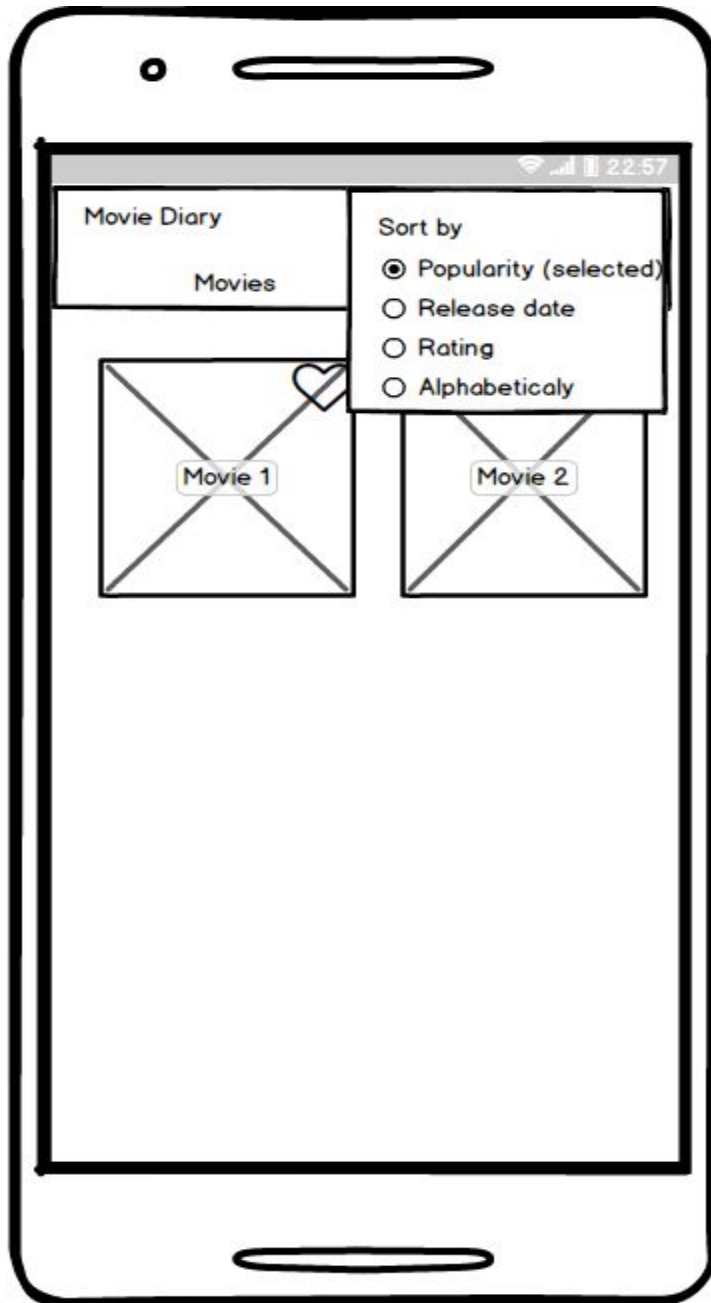 22:57
Movie Diary
Movies
Sort by
Popularity (selected)
Release date
Rating
Alphabeticaly
Movie 1
Movie 2